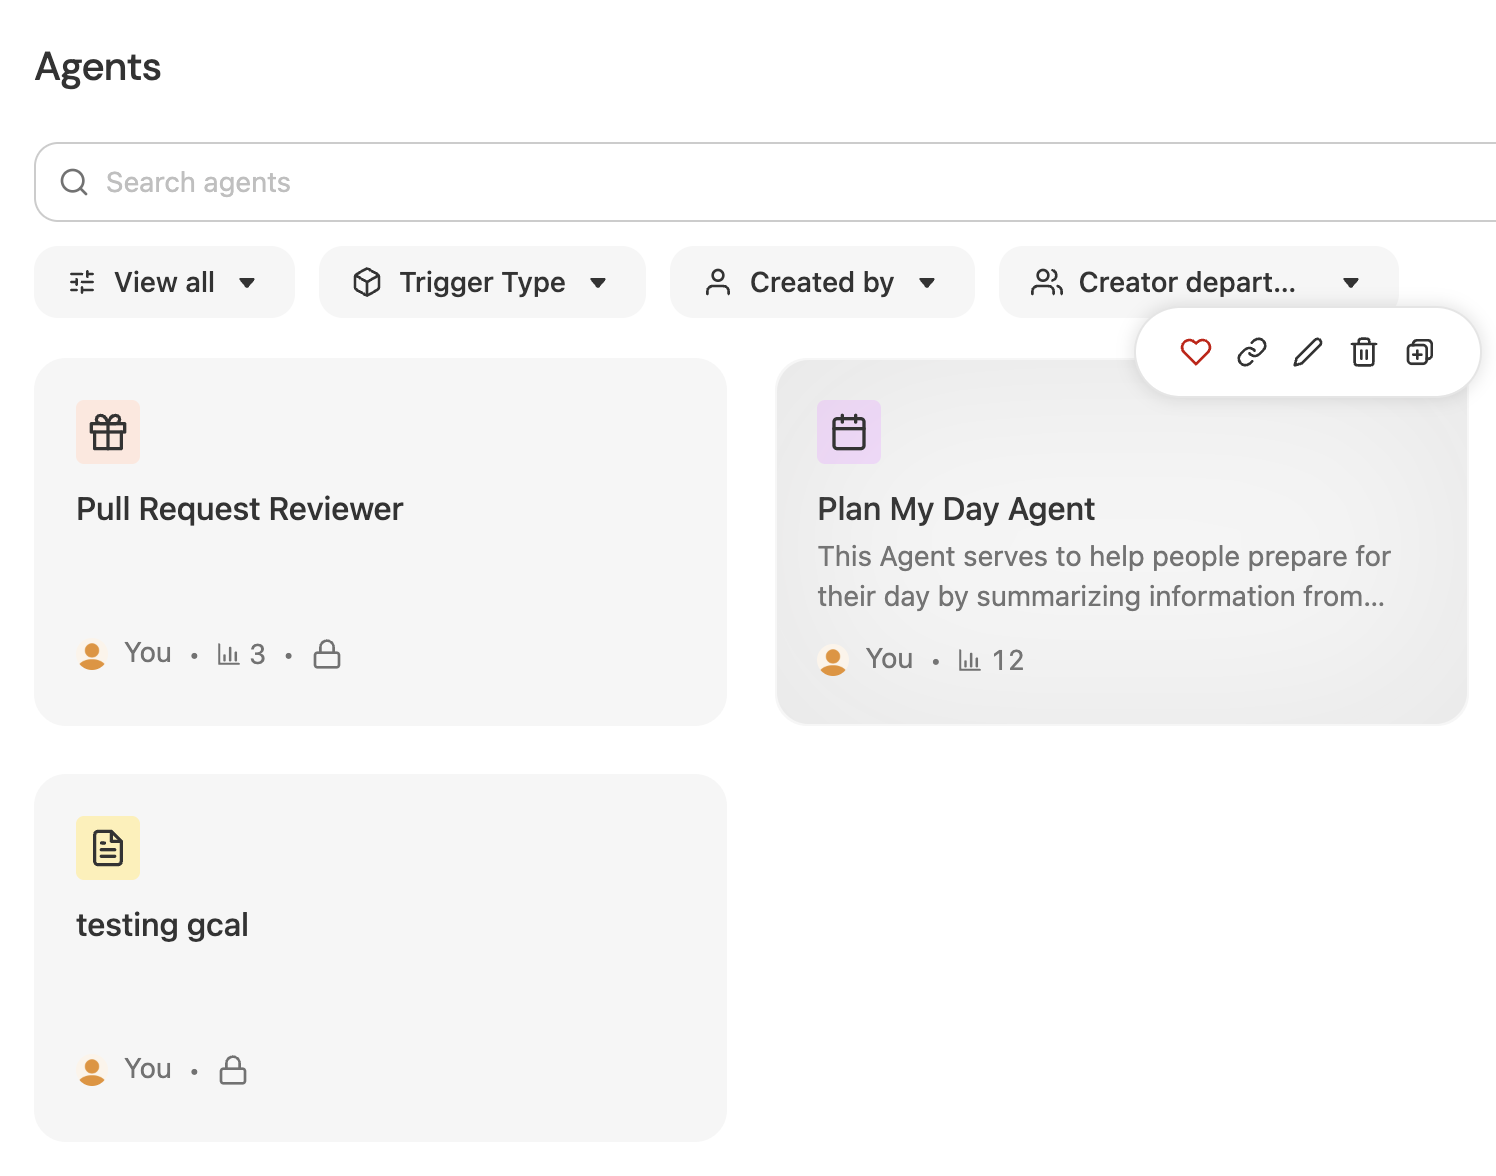 Agents
Search agents
View all
Trigger Type
Created by
Creator depart...
Pull Request Reviewer
You • 3 •
Plan My Day Agent
This Agent serves to help people prepare for
their day by summarizing information from...
You • 12
testing gcal
You •